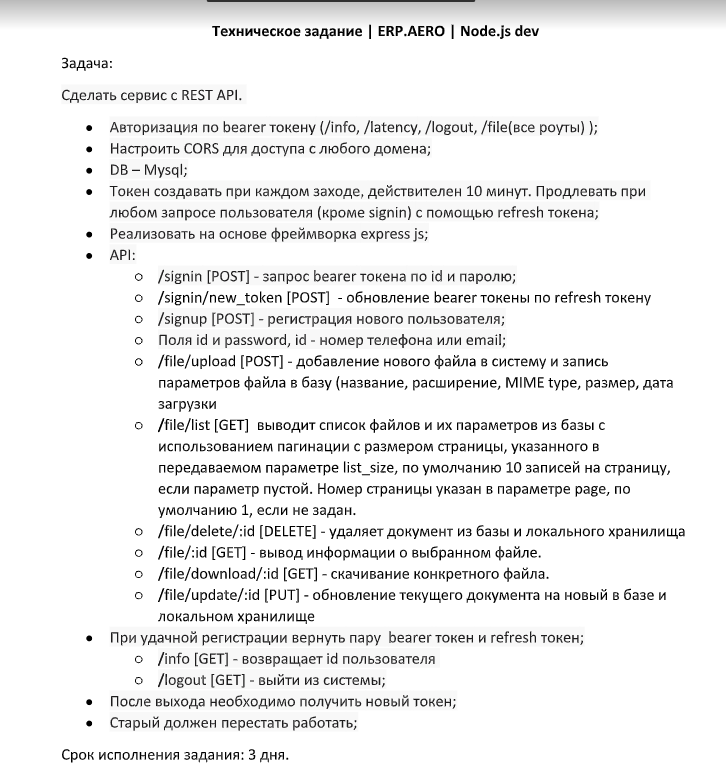 Техническое задание | ERP.AERO | Node.js dev
Задача:
Сделать сервис с REST API.
● Авторизация по bearer токену (/info, /latency, /logout, /file(все роуты) );
● Настроить CORS для доступа с любого домена;
● DB – Mysql;
● Токен создавать при каждом заходе, действителен 10 минут. Продлевать при
любом запросе пользователя (кроме signin) с помощью refresh токена;
● Реализовать на основе фреймворка express js;
● API:
○ /signin [POST] - запрос bearer токена по id и паролю;
○ /signin/new_token [POST] - обновление bearer токены по refresh токену
○ /signup [POST] - регистрация нового пользователя;
○ Поля id и password, id - номер телефона или email;
○ /file/upload [POST] - добавление нового файла в систему и запись
параметров файла в базу (название, расширение, MIME type, размер, дата
загрузки
○ /file/list [GET] выводит список файлов и их параметров из базы с
использованием пагинации с размером страницы, указанного в
передаваемом параметре list_size, по умолчанию 10 записей на страницу,
если параметр пустой. Номер страницы указан в параметре page, по
умолчанию 1, если не задан.
○ /file/delete/:id [DELETE] - удаляет документ из базы и локального хранилища
○ /file/:id [GET] - вывод информации о выбранном файле.
○ /file/download/:id [GET] - скачивание конкретного файла.
○ /file/update/:id [PUT] - обновление текущего документа на новый в базе и
локальном хранилище
● При удачной регистрации вернуть пару bearer токен и refresh токен;
○ /info [GET] - возвращает id пользователя
○ /logout [GET] - выйти из системы;
● После выхода необходимо получить новый токен;
● Старый должен перестать работать;
Срок исполнения задания: 3 дня.